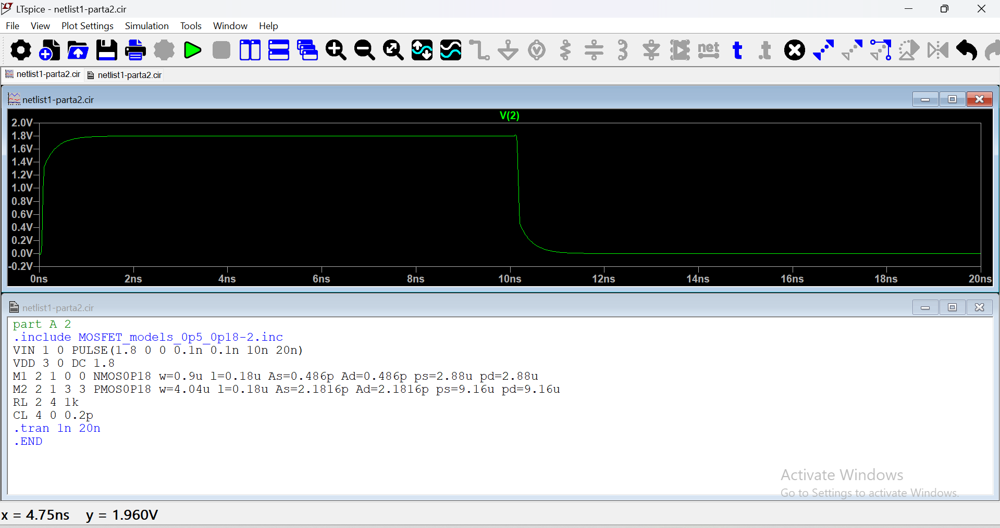 LTspice - netlist1-parta2.cir
File View Plot Settings Simulation Tools Window Help
net t .t
netlist1-parta2.cir netlist1-parta2.cir
netlist1-parta2.cir
V(2)
2.0V
1.8V
1.6V
1.4V
1.2V
1.0V
0.8V
0.6V
0.4V
0.2V
0.0V
-0.2V
0ns 2ns 4ns 6ns 8ns 10ns 12ns 14ns 16ns 18ns 20ns
netlist1-parta2.cir
part A 2
.include MOSFET_models_0p5_0p18-2.inc
VIN 1 0 PULSE(1.8 0 0 0.1n 0.1n 10n 20n)
VDD 3 0 DC 1.8
M1 2 1 0 0 NMOS0P18 w=0.9u l=0.18u As=0.486p Ad=0.486p ps=2.88u pd=2.88u
M2 2 1 3 3 PMOS0P18 w=4.04u l=0.18u As=2.1816p Ad=2.1816p ps=9.16u pd=9.16u
RL 2 4 1k
CL 4 0 0.2p
.tran 1n 20n
.END
Activate Windows
Go to Settings to activate Windows.
x = 4.75ns y = 1.960V